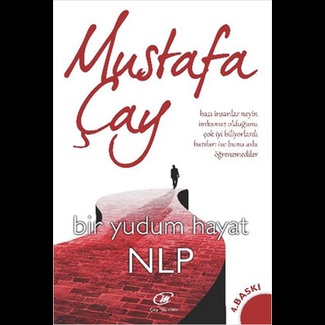 Mustafa
Çay
bazı insanlar neyin
imkansız olduğunu
çok iyi biliyorlardı
bazıları ise bunu asla
öğrenemediler
bir yudum hayat
NLP
4.BASKI